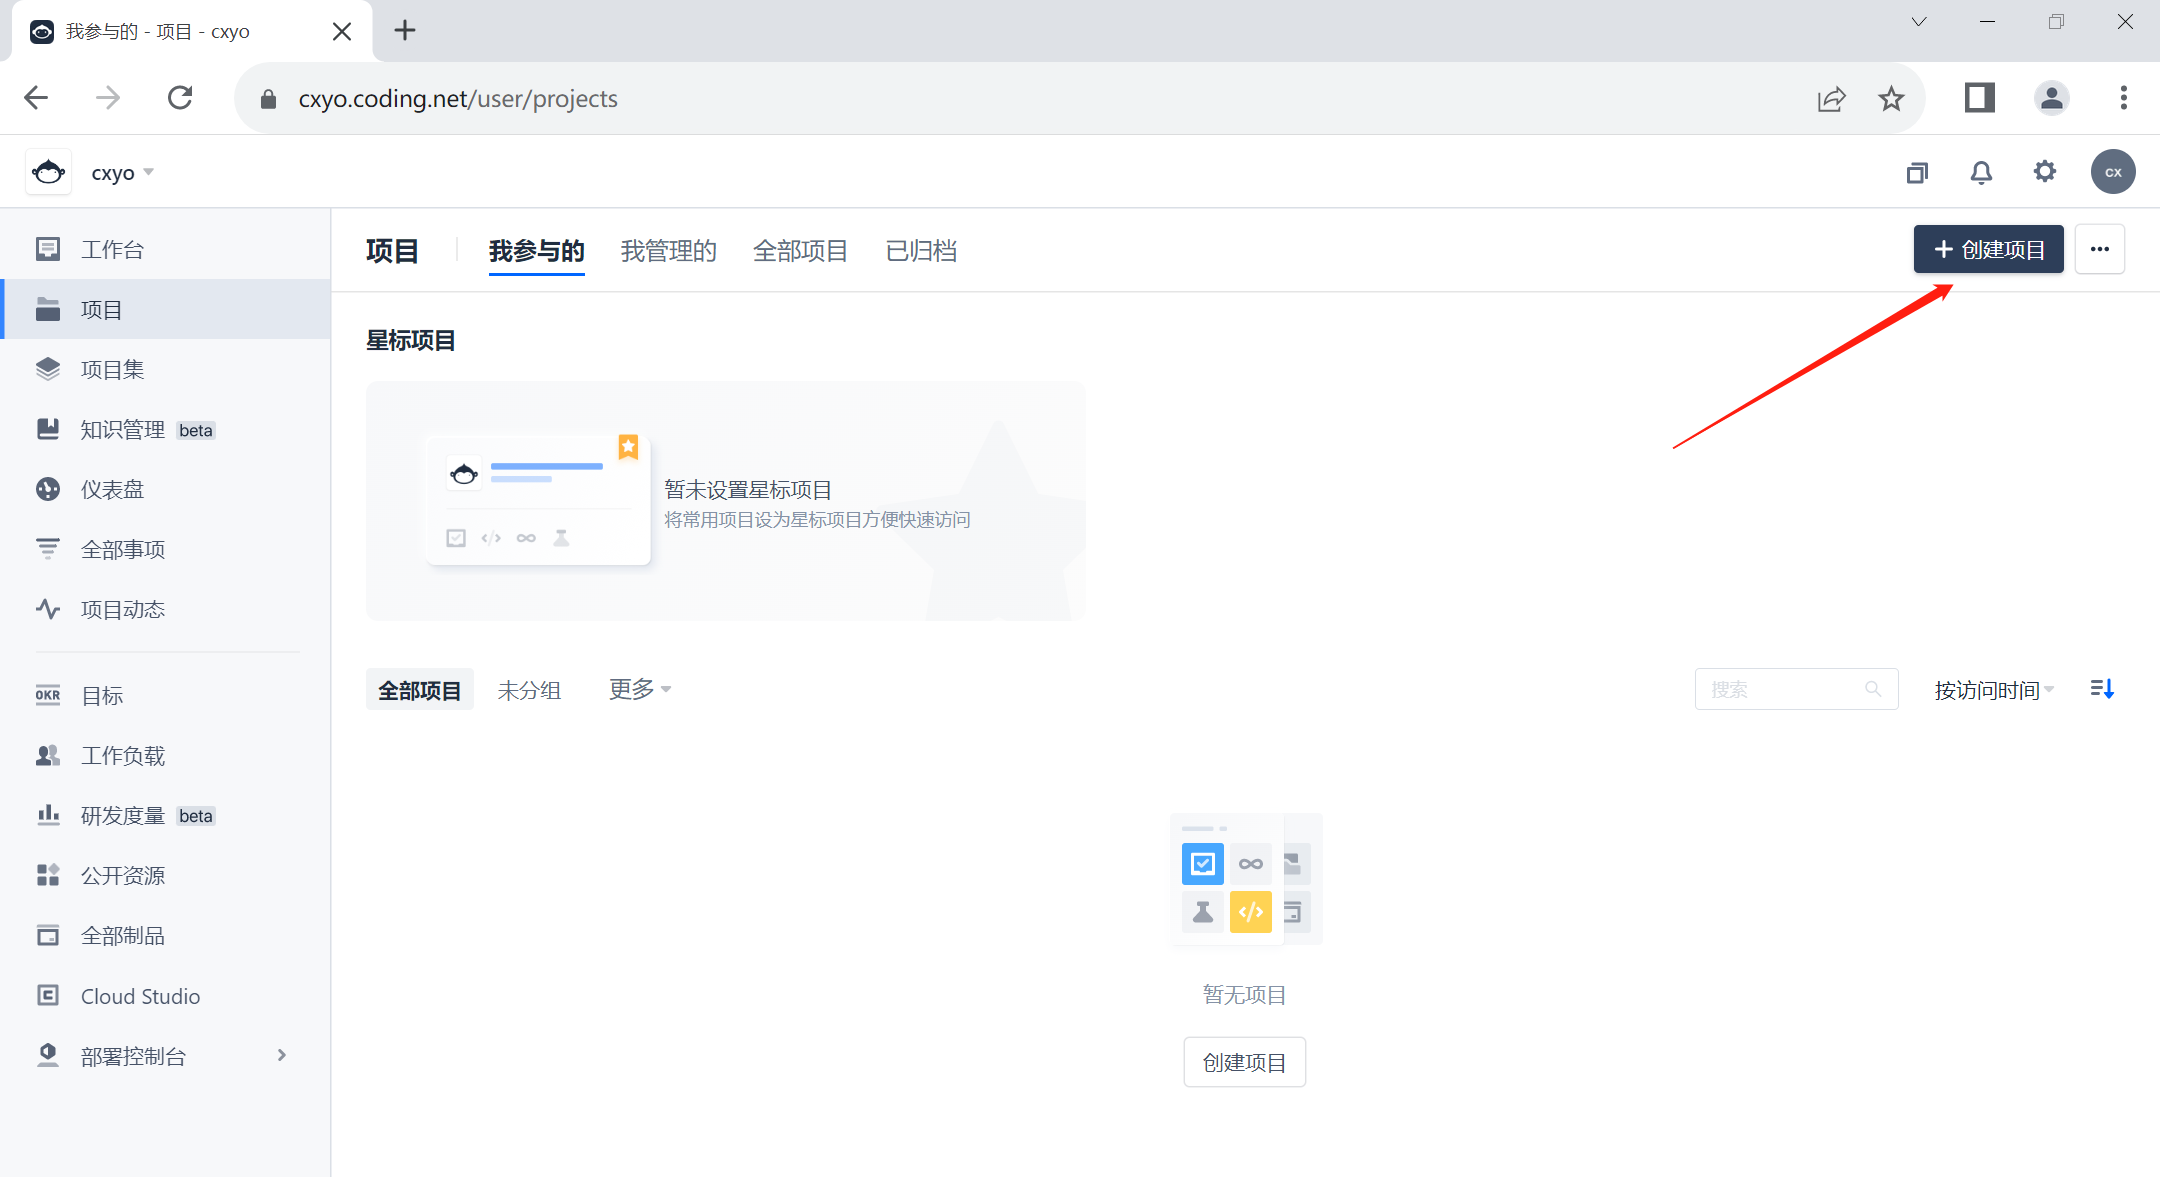 我参与的 - 项目 - cxyo
cxyo.coding.net/user/projects
cxyo
CX
工作台
项目
项目集
知识管理 beta
仪表盘
全部事项
项目动态
OKR 目标
工作负载
研发度量 beta
公开资源
全部制品
Cloud Studio
部署控制台
项目 我参与的 我管理的 全部项目 已归档
+ 创建项目 ···
星标项目
暂未设置星标项目
将常用项目设为星标项目方便快速访问
全部项目 未分组 更多
搜索 按访问时间
暂无项目
创建项目